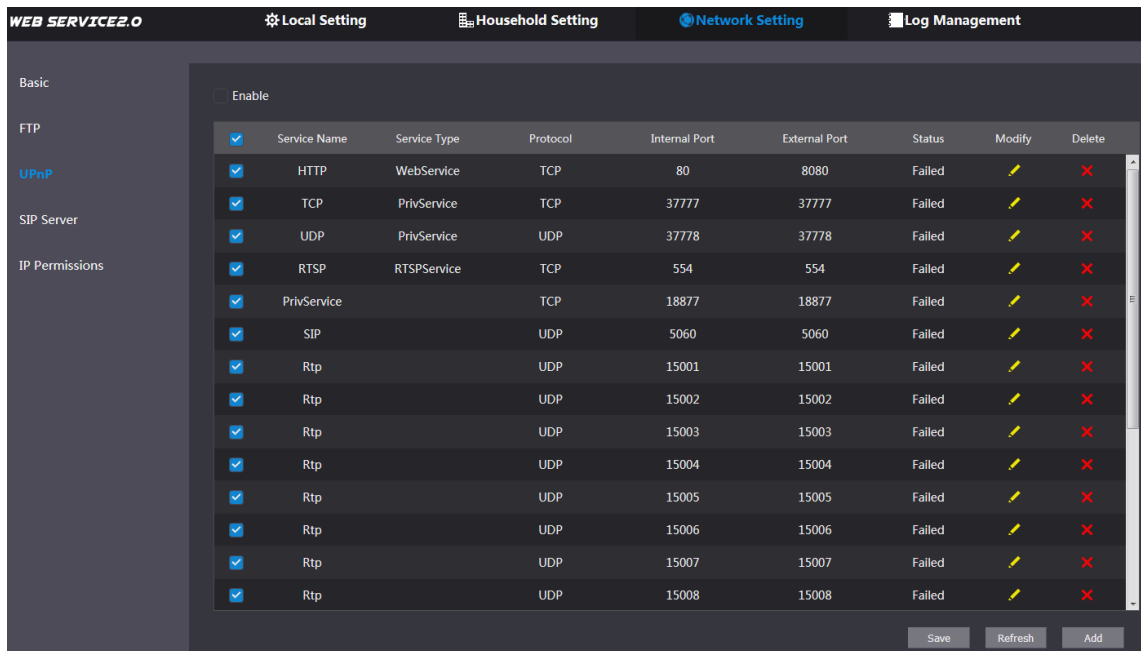 WEB SERVICE2.0 Local Setting Household Setting Network Setting Log Management
Basic
FTP
UPnP
SIP Server
IP Permissions
Enable
Service Name Service Type Protocol Internal Port External Port Status Modify Delete
HTTP WebService TCP 80 8080 Failed
TCP PrivService TCP 37777 37777 Failed
UDP PrivService UDP 37778 37778 Failed
RTSP RTSPService TCP 554 554 Failed
PrivService TCP 18877 18877 Failed
SIP UDP 5060 5060 Failed
Rtp UDP 15001 15001 Failed
Rtp UDP 15002 15002 Failed
Rtp UDP 15003 15003 Failed
Rtp UDP 15004 15004 Failed
Rtp UDP 15005 15005 Failed
Rtp UDP 15006 15006 Failed
Rtp UDP 15007 15007 Failed
Rtp UDP 15008 15008 Failed
Save Refresh Add